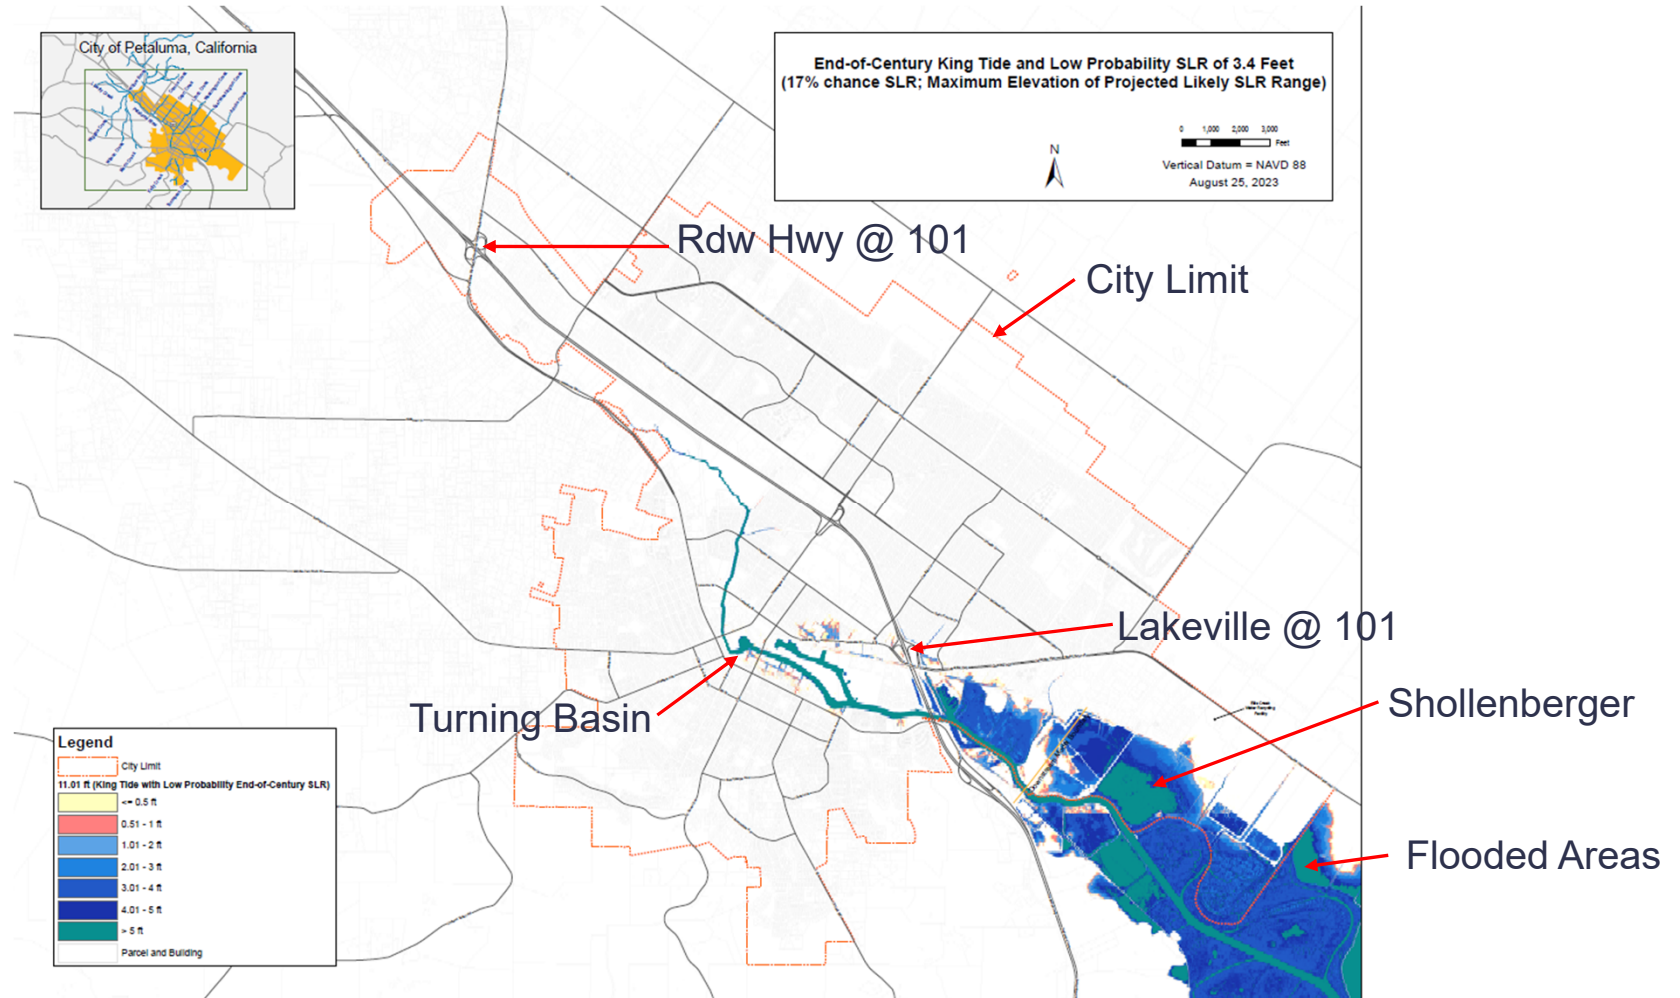 City of Petaluma, California
End-of-Century King Tide and Low Probability SLR of 3.4 Feet
(17% chance SLR; Maximum Elevation of Projected Likely SLR Range)
0 1,000 2,000 3,000
Feet
N
Vertical Datum = NAVD 88
August 25, 2023
Rdw Hwy @ 101
City Limit
Lakeville @ 101
Shollenberger
Turning Basin
Flooded Areas
Legend
City Limit
11.01 ft (King Tide with Low Probability End-of-Century SLR)
<= 0.5 ft
0.51 - 1 ft
1.01 - 2 ft
2.01 - 3 ft
3.01 - 4 ft
4.01 - 5 ft
> 5 ft
Parcel and Building